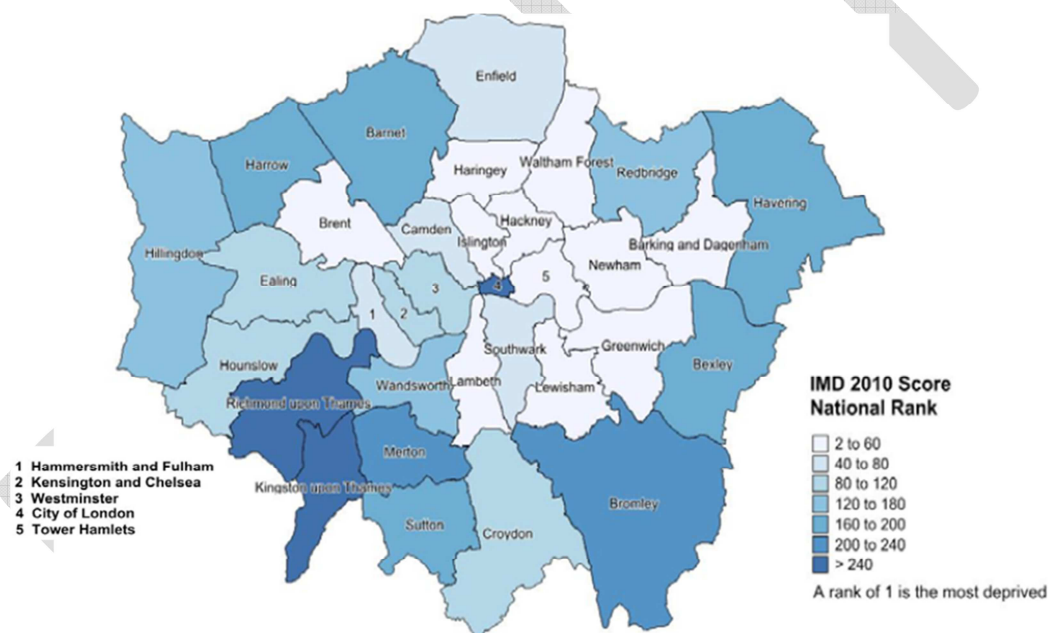 Enfield
Barnet
Harrow
Haringey
Waltham Forest
Redbridge
Havering
Brent
Hackney
Camden
Islington
Barking and Dagenham
Hillingdon
Newham
Ealing
5
3
4
1
2
Greenwich
Southwark
Hounslow
Bexley
Wandsworth
Lambeth
Lewisham
Richmond upon Thames
Merton
Kingston upon Thames
Bromley
Sutton
Croydon
1 Hammersmith and Fulham
2 Kensington and Chelsea
3 Westminster
4 City of London
5 Tower Hamlets
IMD 2010 Score
National Rank
2 to 60
40 to 80
80 to 120
120 to 180
160 to 200
200 to 240
> 240
A rank of 1 is the most deprived